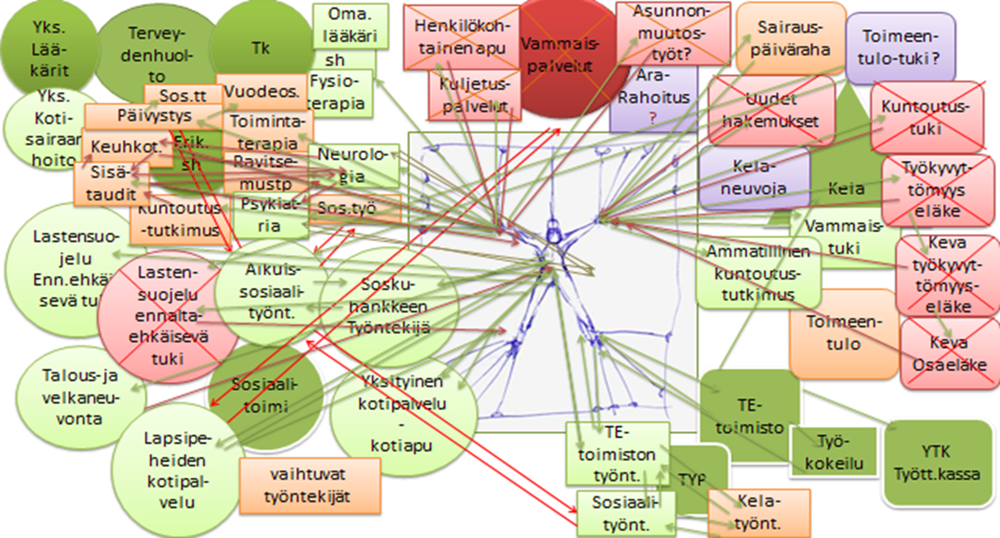 Yks.
Lää-
kärit
Tervey-
denhuol-
to
Tk
Oma.
lääkäri
sh
Fysio-
terapia
Henkilökoh-
tainen apu
Kuljetus-
palvelut
Vammais-
palvelut
Asunnon-
muutos-
työt?
Ara-
Rahoitus
?
Sairaus-
päiväraha
Toimeen-
tulo-tuki ?
Uudet
hakemukset
Kuntoutus-
tuki
Kela-
neuvoja
Kela
Työkyvyt-
tömyys
eläke
Vammais-
tuki
Ammatillinen
kuntoutus-
tutkimus
Keva
työkyvyt-
tömyys-
eläke
Toimeen-
tulo
Keva
Osaeläke
Yks.
Koti-
sairaan
hoito
Sos.tt
Vuodeos.
Päivystys
Toiminta-
terapia
Keuhkot.
Erik.
sh
Ravitse-
mustp
Neurolo-
gia
Sisä-
taudit
Kuntoutus
-tutkimus
Psykiat-
ria
Sos.työ
Lastensuo-
jelu
Enn.ehkäi
sevä tu
Lasten-
suojelu
ennalta-
ehkäisevä
tuki
Aikuis-
sosiaali-
työnt.
Sosku-
hankkeen
Työntekijä
Talous-ja
velkaneu-
vonta
Sosiaali-
toimi
Yksityinen
kotipalvelu
-
kotiapu
Lapsipe-
heiden
kotipal-
velu
vaihtuvat
työntekijät
TE-
toimiston
työnt.
TYP
Sosiaali-
työnt.
Kela-
työnt.
TE-
toimisto
Työ-
kokeilu
YTK
Tyött.kassa